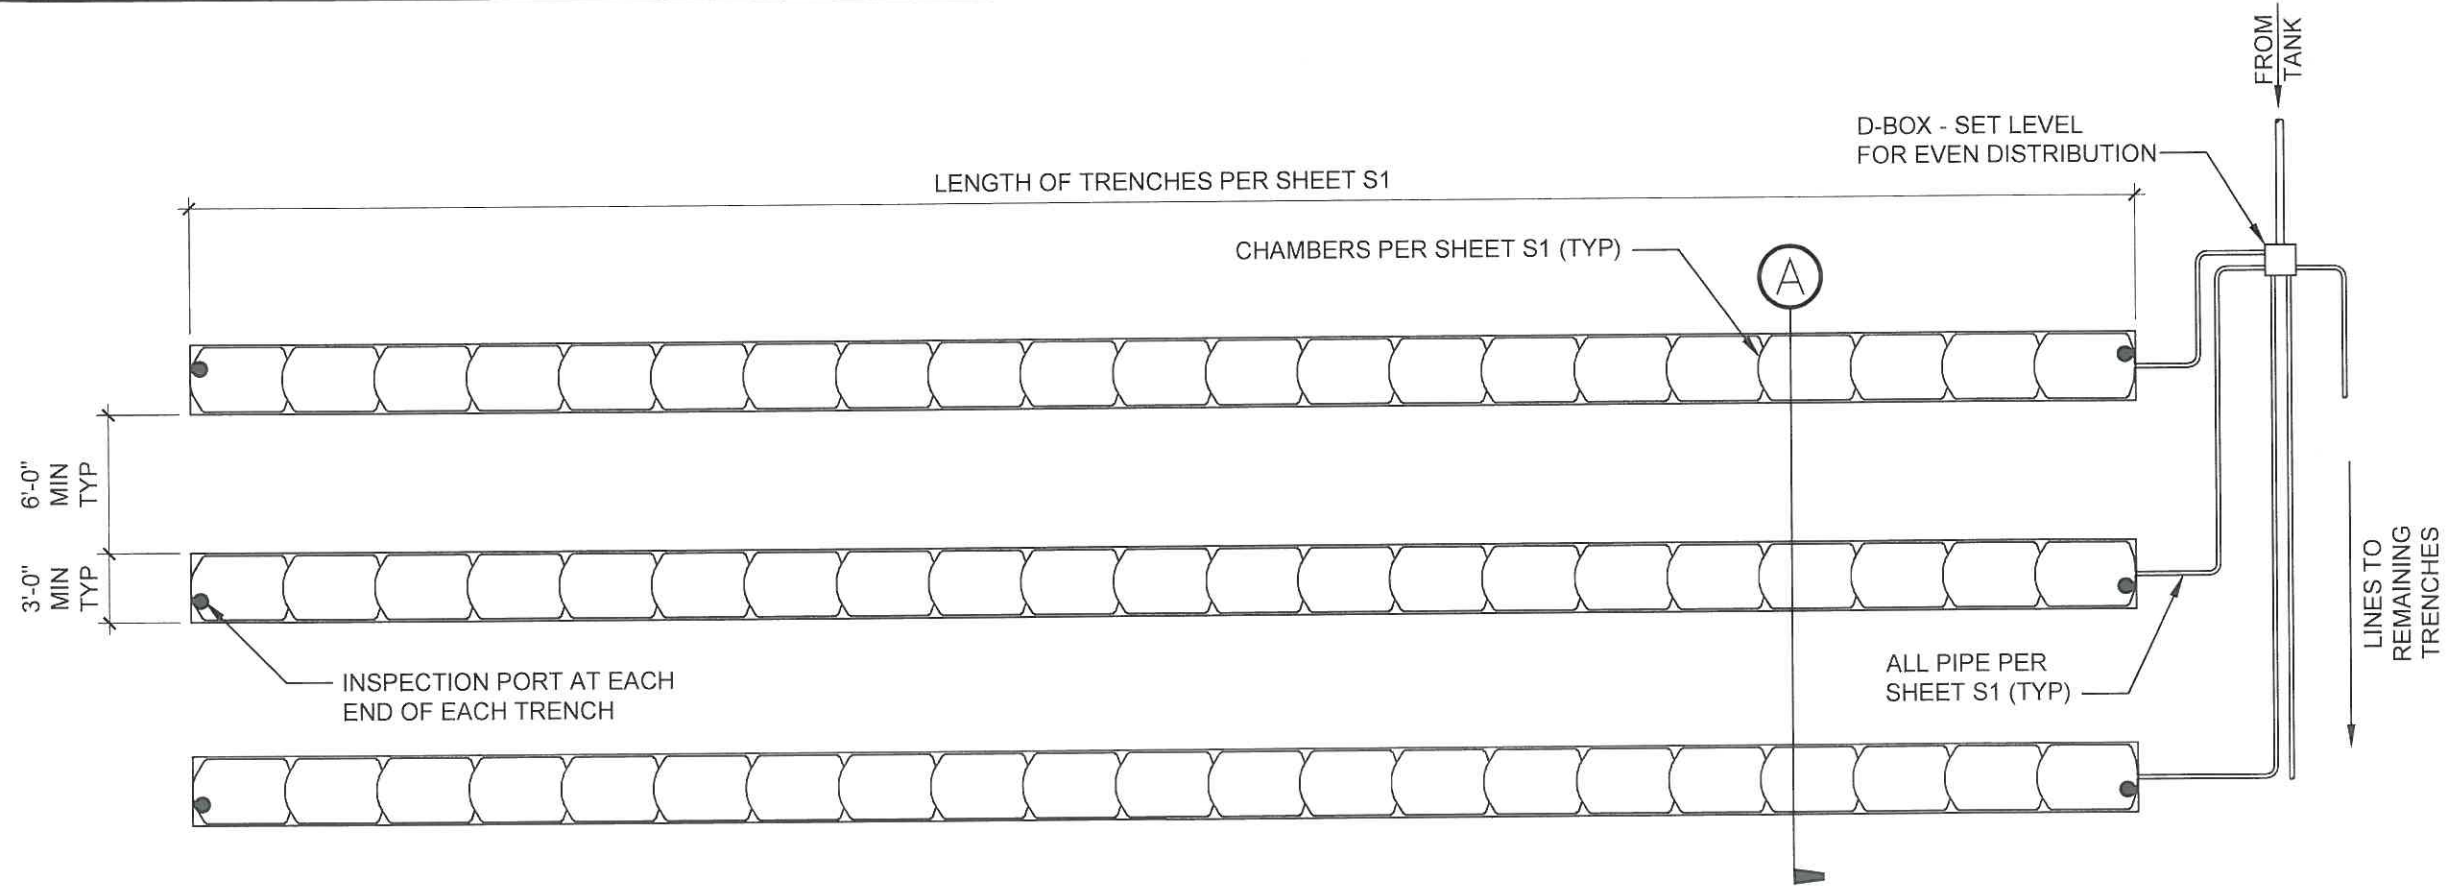 FROM
TANK
D-BOX - SET LEVEL
FOR EVEN DISTRIBUTION
LENGTH OF TRENCHES PER SHEET S1
CHAMBERS PER SHEET S1 (TYP)
A
6'-0"
MIN
TYP
3'-0"
MIN
TYP
INSPECTION PORT AT EACH
END OF EACH TRENCH
ALL PIPE PER
SHEET S1 (TYP)
LINES TO
REMAINING
TRENCHES